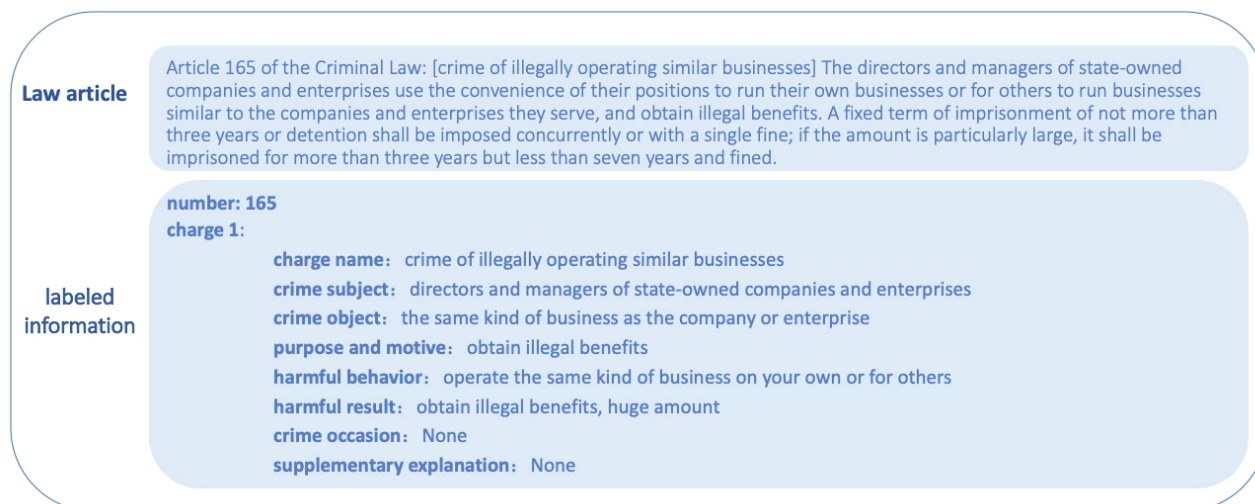 Law article
Article 165 of the Criminal Law: [crime of illegally operating similar businesses] The directors and managers of state-owned
companies and enterprises use the convenience of their positions to run their own businesses or for others to run businesses
similar to the companies and enterprises they serve, and obtain illegal benefits. A fixed term of imprisonment of not more than
three years or detention shall be imposed concurrently or with a single fine; if the amount is particularly large, it shall be
imprisoned for more than three years but less than seven years and fined.
labeled
information
number: 165
charge 1:
charge name：crime of illegally operating similar businesses
crime subject：directors and managers of state-owned companies and enterprises
crime object：the same kind of business as the company or enterprise
purpose and motive：obtain illegal benefits
harmful behavior：operate the same kind of business on your own or for others
harmful result：obtain illegal benefits, huge amount
crime occasion：None
supplementary explanation：None